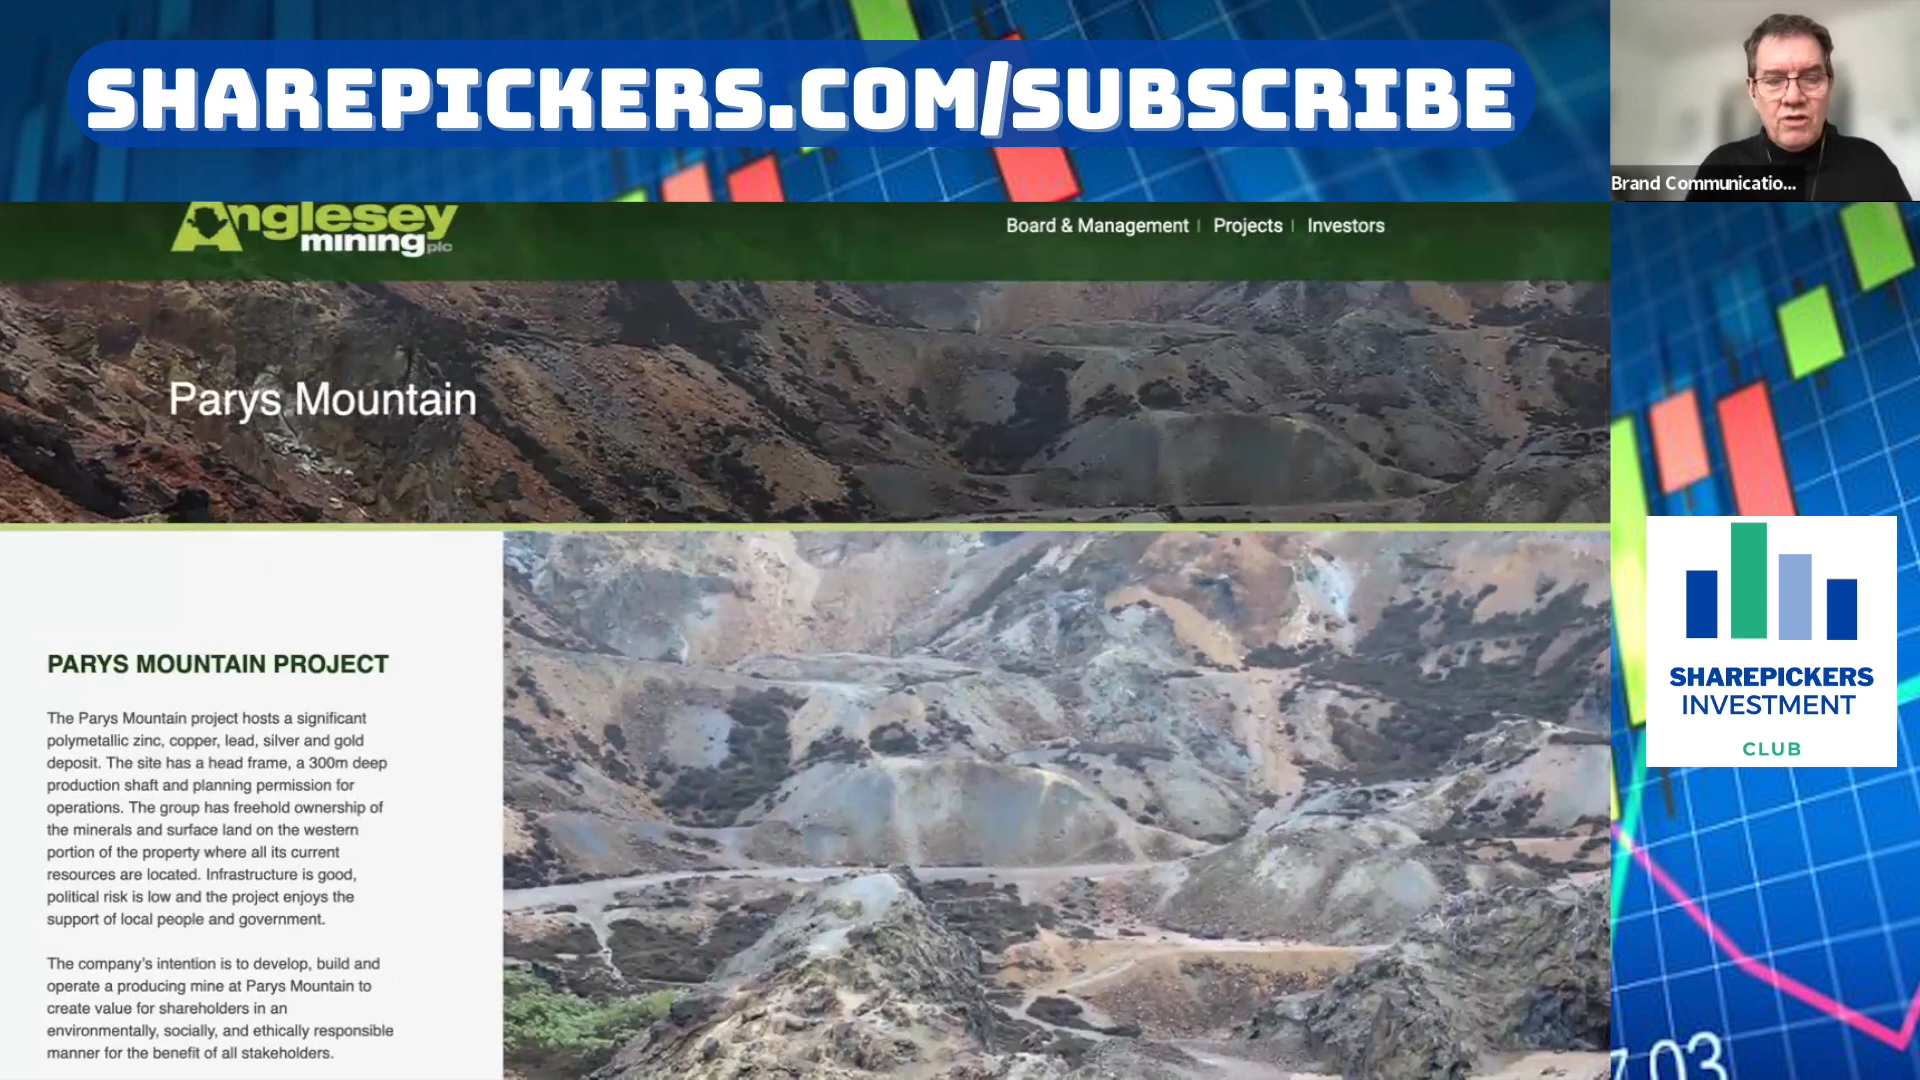 SHAREPICKERS.COM/SUBSCRIBE
Brand Communicatio...
Anglesey
mining plc
Board & Management | Projects | Investors
Parys Mountain
PARYS MOUNTAIN PROJECT
The Parys Mountain project hosts a significant
polymetallic zinc, copper, lead, silver and gold
deposit. The site has a head frame, a 300m deep
production shaft and planning permission for
operations. The group has freehold ownership of
the minerals and surface land on the western
portion of the property where all its current
resources are located. Infrastructure is good,
political risk is low and the project enjoys the
support of local people and government.
The company's intention is to develop, build and
operate a producing mine at Parys Mountain to
create value for shareholders in an
environmentally, socially, and ethically responsible
manner for the benefit of all stakeholders.
SHAREPICKERS
INVESTMENT
CLUB
7.03